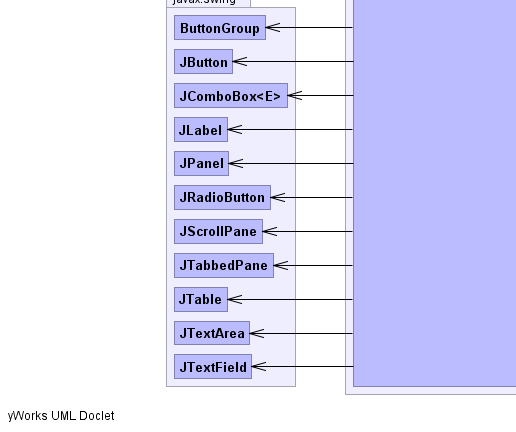 javax.swing
ButtonGroup
JButton
JComboBox<E>
JLabel
JPanel
JRadioButton
JScrollPane
JTabbedPane
JTable
JTextArea
JTextField
yWorks UML Doclet